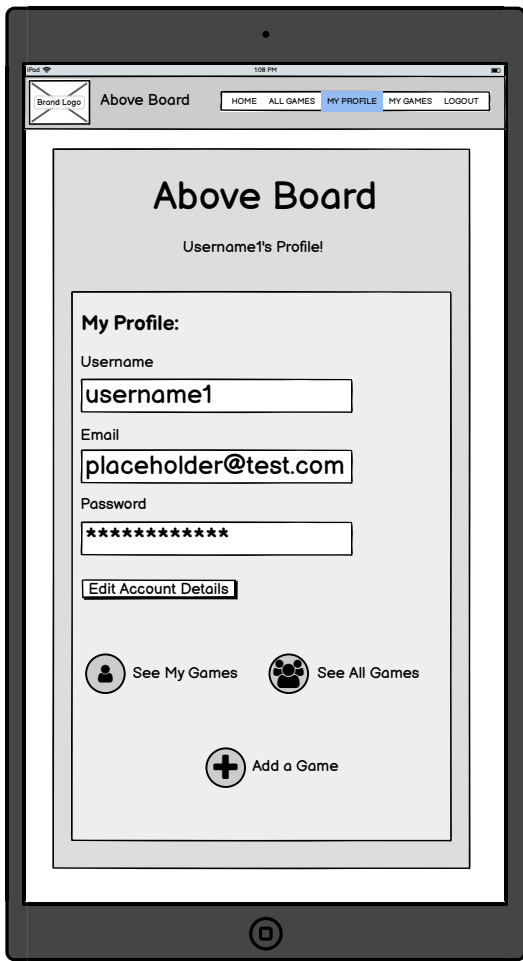 iPad 1:08 PM
Brand Logo Above Board HOME ALL GAMES MY PROFILE MY GAMES LOGOUT
Above Board
Username1's Profile!
My Profile:
Username
username1
Email
placeholder@test.com
Password
************
Edit Account Details
See My Games See All Games
Add a Game